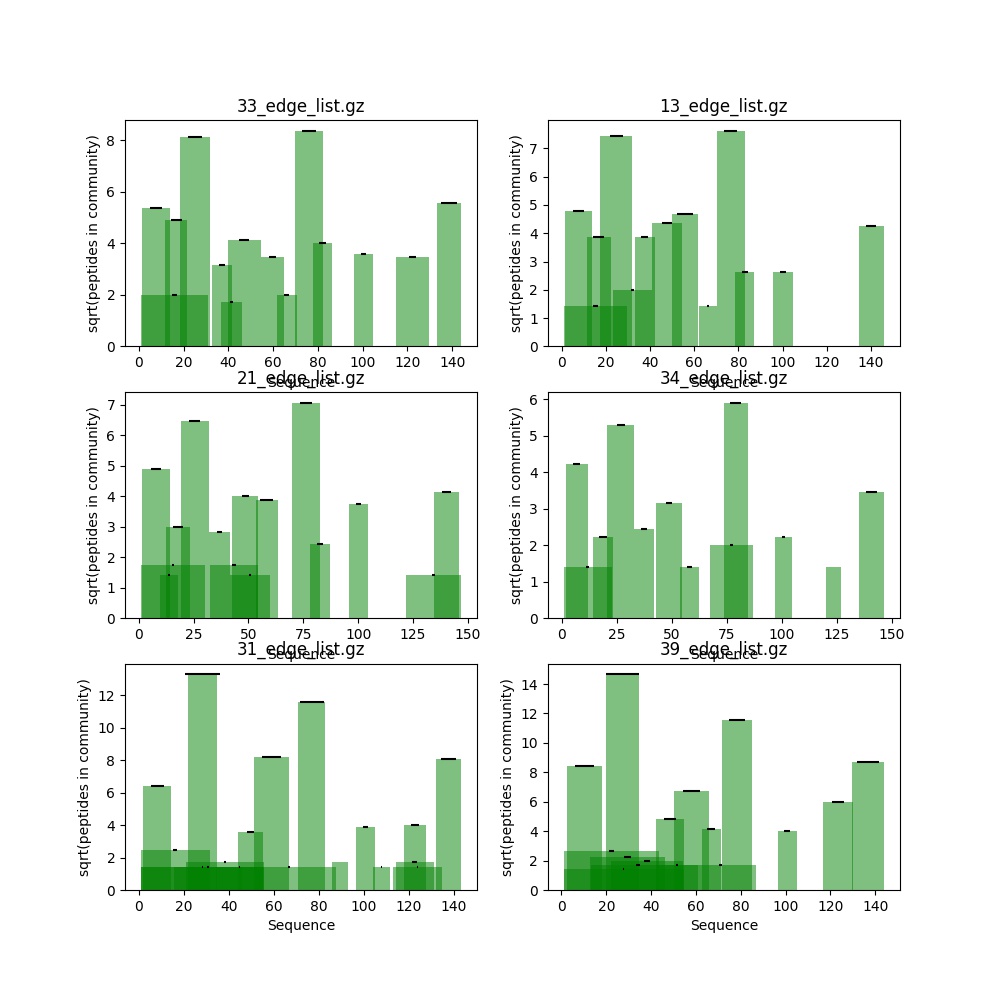 33_edge_list.gz
sqrt(peptides in community)
8
6
4
2
0
0 20 40 60 80 100 120 140
Sequence
13_edge_list.gz
sqrt(peptides in community)
7
6
5
4
3
2
1
0
0 20 40 60 80 100 120 140
Sequence
21_edge_list.gz
sqrt(peptides in community)
7
6
5
4
3
2
1
0
0 25 50 75 100 125 150
Sequence
34_edge_list.gz
sqrt(peptides in community)
6
5
4
3
2
1
0
0 25 50 75 100 125 150
Sequence
31_edge_list.gz
sqrt(peptides in community)
12
10
8
6
4
2
0
0 20 40 60 80 100 120 140
Sequence
39_edge_list.gz
sqrt(peptides in community)
14
12
10
8
6
4
2
0
0 20 40 60 80 100 120 140
Sequence